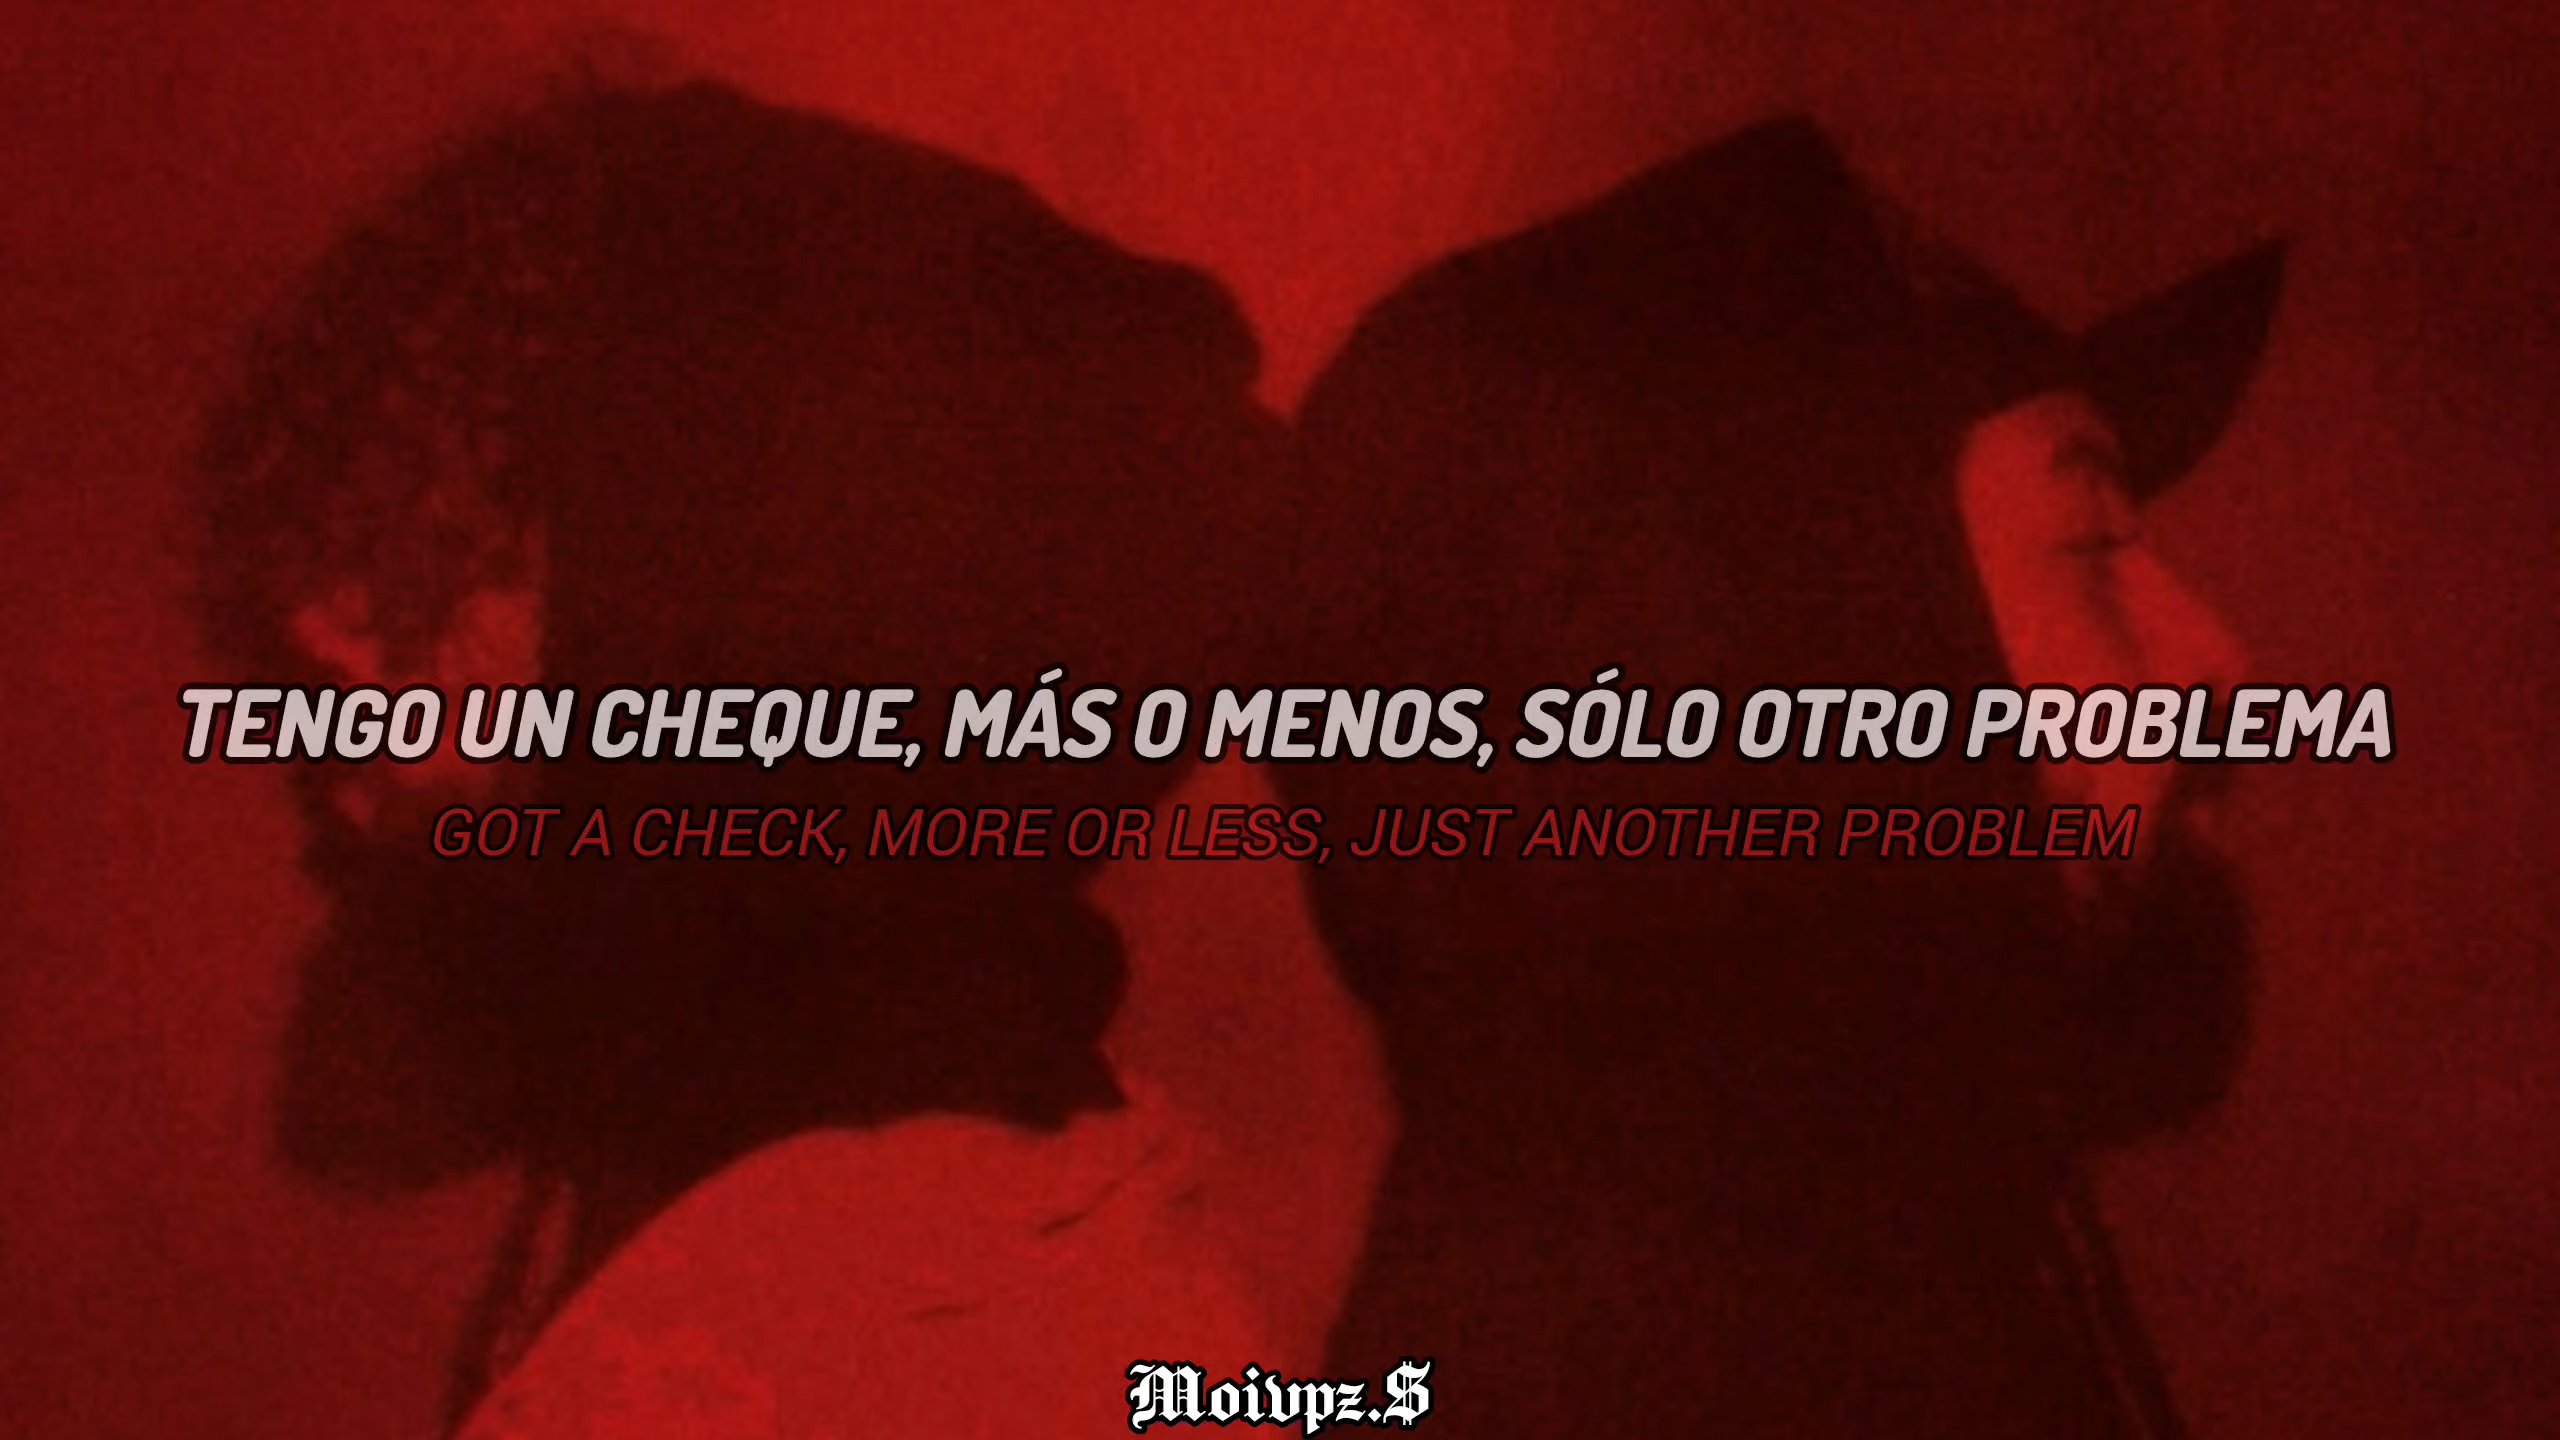 TENGO UN CHEQUE, MÁS O MENOS, SÓLO OTRO PROBLEMA
GOT A CHECK, MORE OR LESS, JUST ANOTHER PROBLEM
Moivpz.$